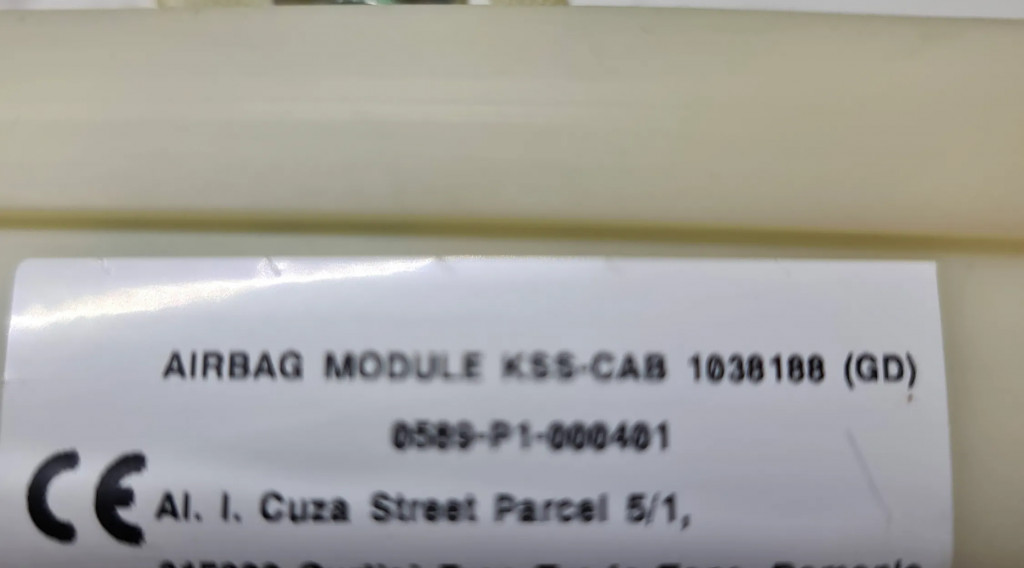 AIRBAG MODULE KSS-CAB 1038188 (GD)
0589-P1-000401
CE Al. I. Cuza Street Parcel 5/1,